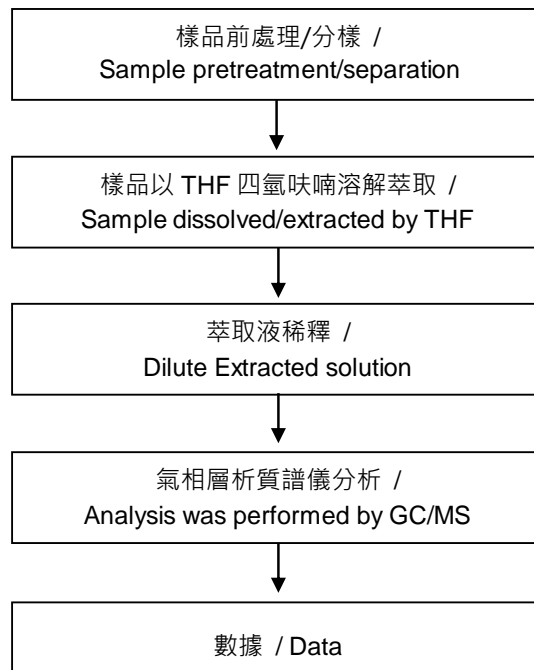 樣品前處理/分樣 /
Sample pretreatment/separation
樣品以 THF 四氫呋喃溶解萃取 /
Sample dissolved/extracted by THF
萃取液稀釋 /
Dilute Extracted solution
氣相層析質譜儀分析 /
Analysis was performed by GC/MS
數據 / Data